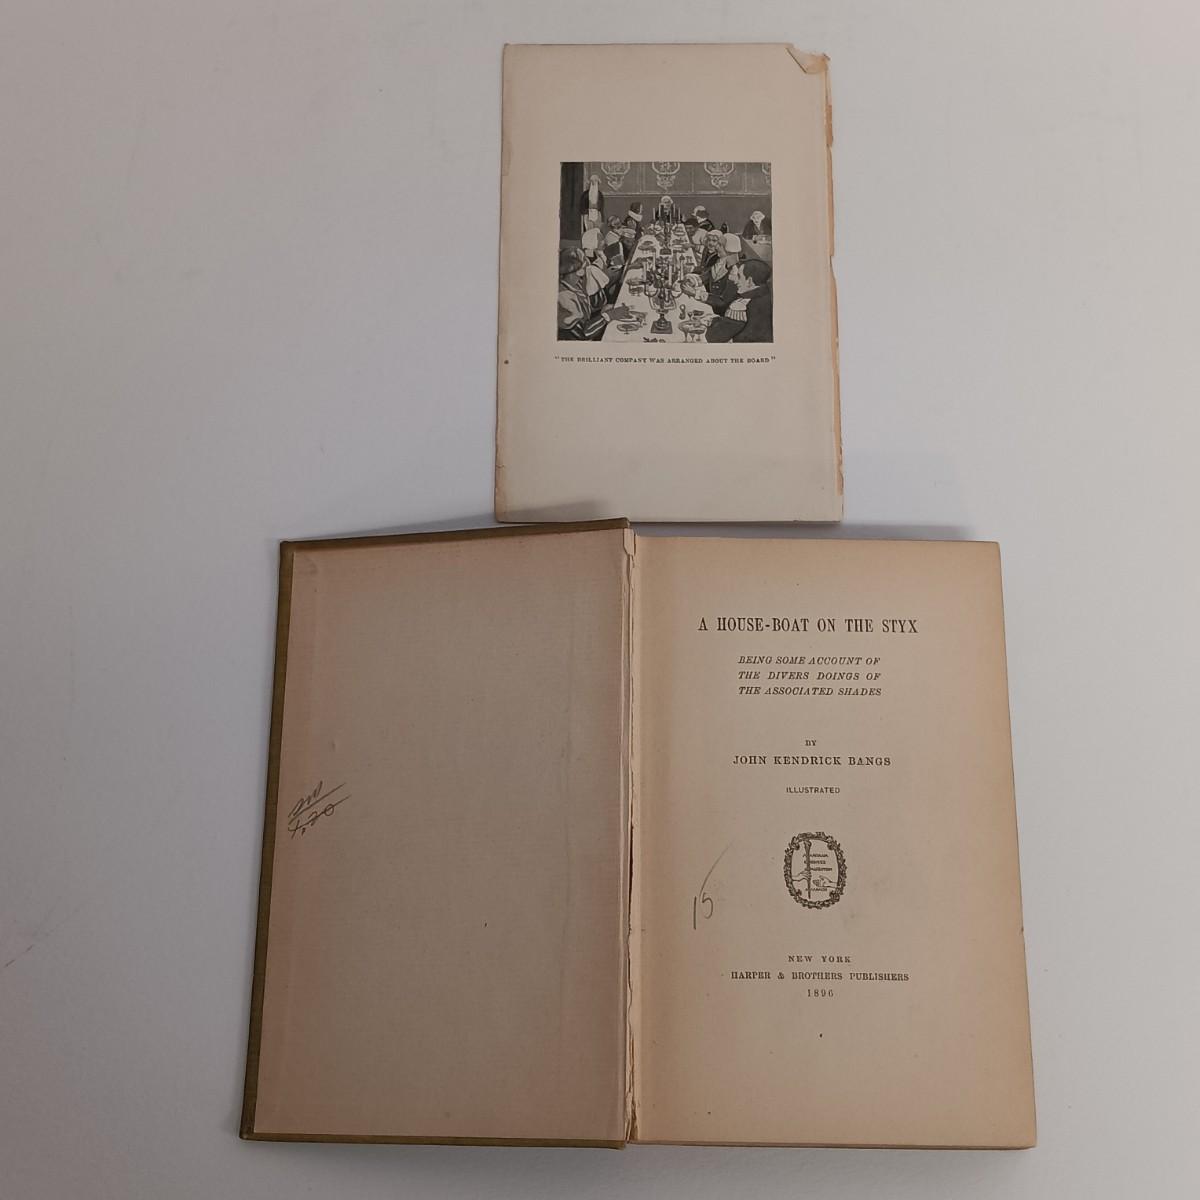 "THE BRILLIANT COMPANY WAS ARRANGED ABOUT THE BOARD"
A HOUSE-BOAT ON THE STYX
BEING SOME ACCOUNT OF
THE DIVERS DOINGS OF
THE ASSOCIATED SHADES
BY
JOHN KENDRICK BANGS
ILLUSTRATED
15
NEW YORK
HARPER & BROTHERS PUBLISHERS
1896